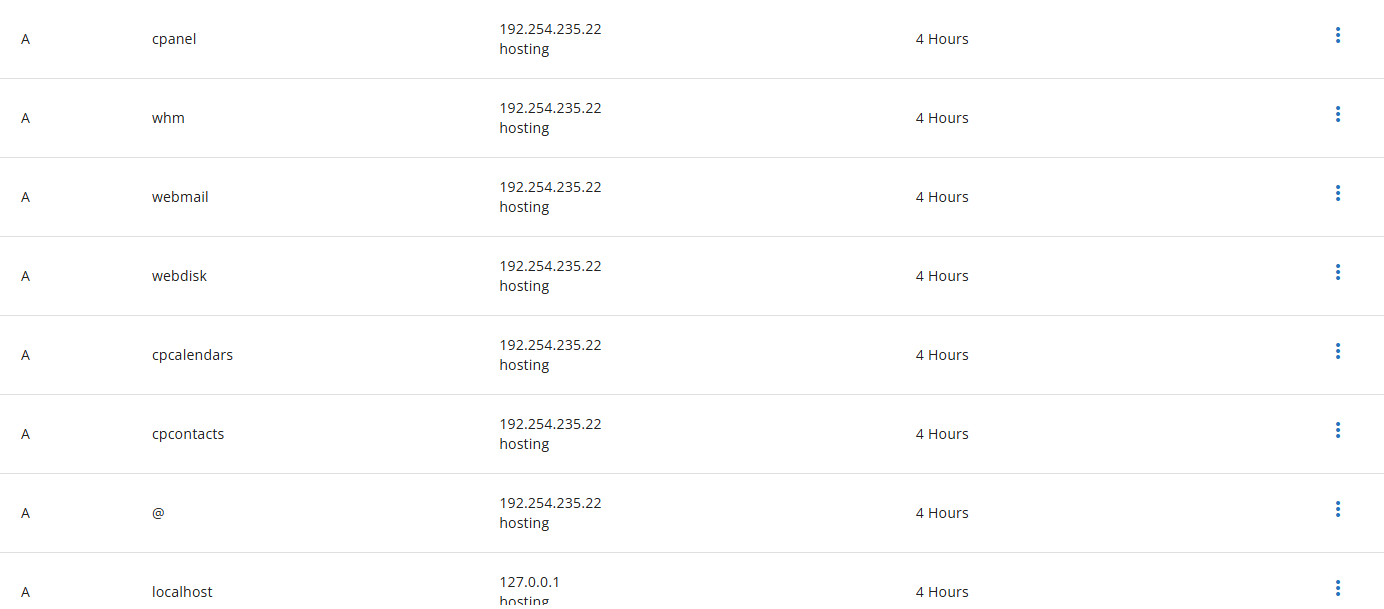 A cpanel 192.254.235.22 4 Hours
hosting
A whm 192.254.235.22 4 Hours
hosting
A webmail 192.254.235.22 4 Hours
hosting
A webdisk 192.254.235.22 4 Hours
hosting
A cpcalendars 192.254.235.22 4 Hours
hosting
A cpcontacts 192.254.235.22 4 Hours
hosting
A @ 192.254.235.22 4 Hours
hosting
A localhost 127.0.0.1 4 Hours
hosting